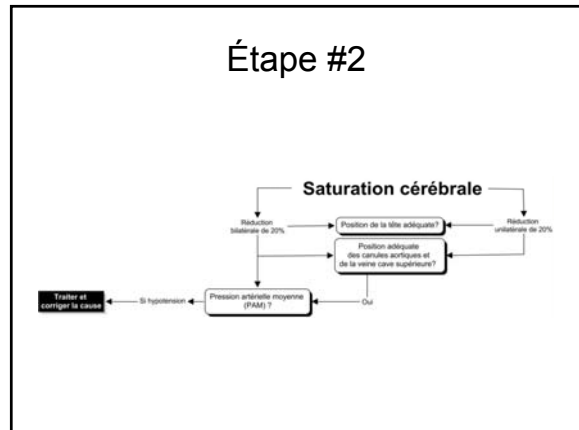 Étape #2
Saturation cérébrale
Réduction
bilatérale de 20%
Position de la tête adéquate?
Réduction
unilatérale de 20%
Position adéquate
des canules aortiques et
de la veine cave supérieure?
Traiter et
corriger la cause
Si hypotension
Pression artérielle moyenne
(PAM) ?
Oui